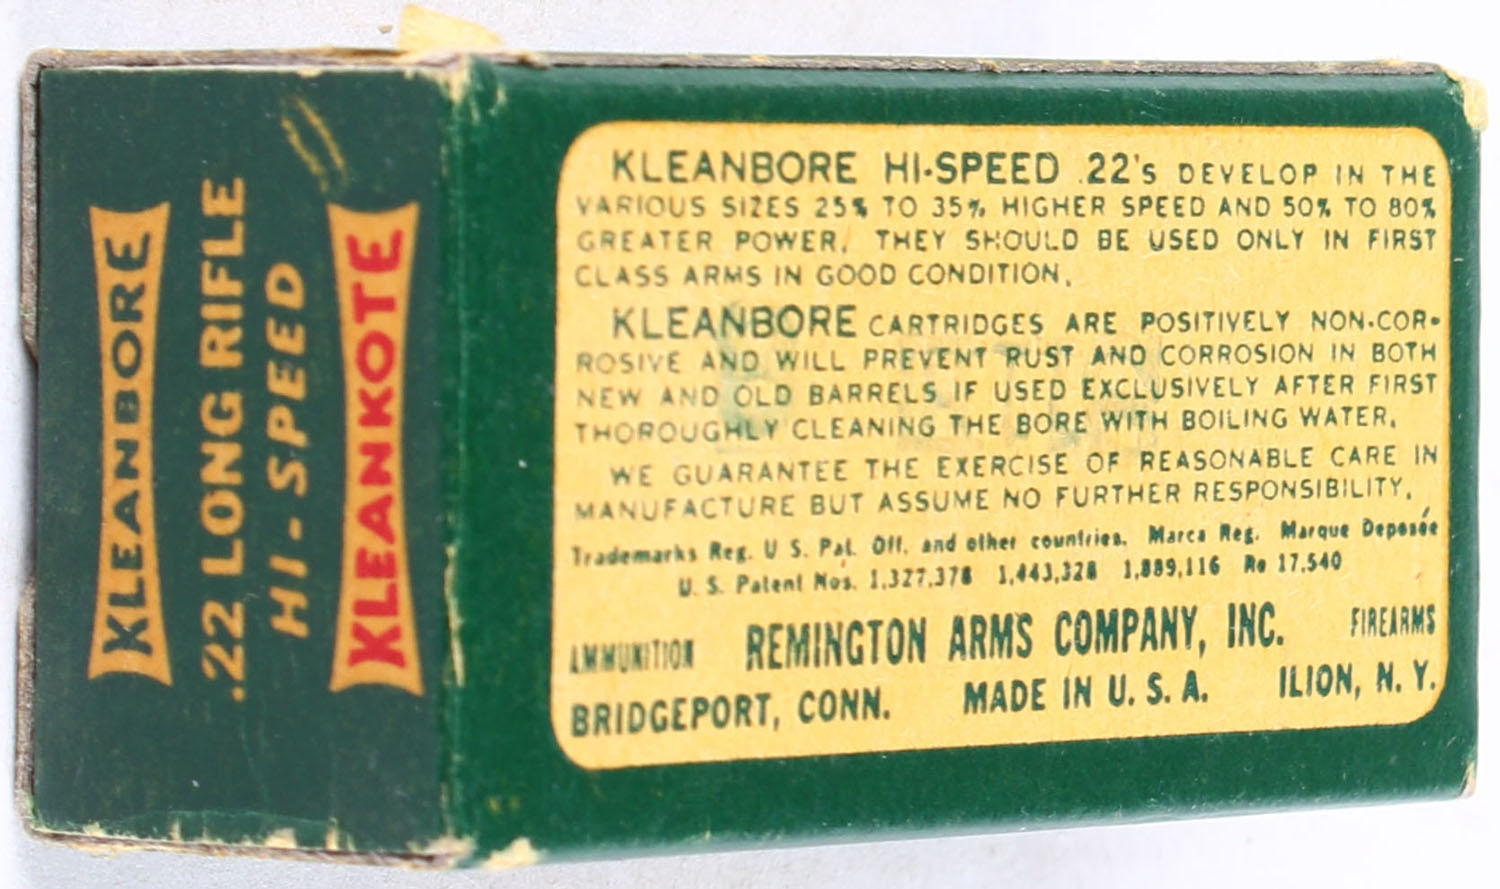 KLEANBORE
.22 LONG RIFLE
HI-SPEED
KLEANKOTE
KLEANBORE HI-SPEED .22's DEVELOP IN THE
VARIOUS SIZES 25% TO 35% HIGHER SPEED AND 50% TO 80%
GREATER POWER. THEY SHOULD BE USED ONLY IN FIRST
CLASS ARMS IN GOOD CONDITION.
KLEANBORE CARTRIDGES ARE POSITIVELY NON-COR-
ROSIVE AND WILL PREVENT RUST AND CORROSION IN BOTH
NEW AND OLD BARRELS IF USED EXCLUSIVELY AFTER FIRST
THOROUGHLY CLEANING THE BORE WITH BOILING WATER.
WE GUARANTEE THE EXERCISE OF REASONABLE CARE IN
MANUFACTURE BUT ASSUME NO FURTHER RESPONSIBILITY.
Trademarks Reg. U S. Pat. Off. and other countries. Marca Reg. Marque Deposée
U. S. Patent Nos. 1,327,378 1,443,328 1,889,116 Re 17,540
AMMUNITION REMINGTON ARMS COMPANY, INC. FIREARMS
BRIDGEPORT, CONN. MADE IN U. S. A. ILION, N. Y.